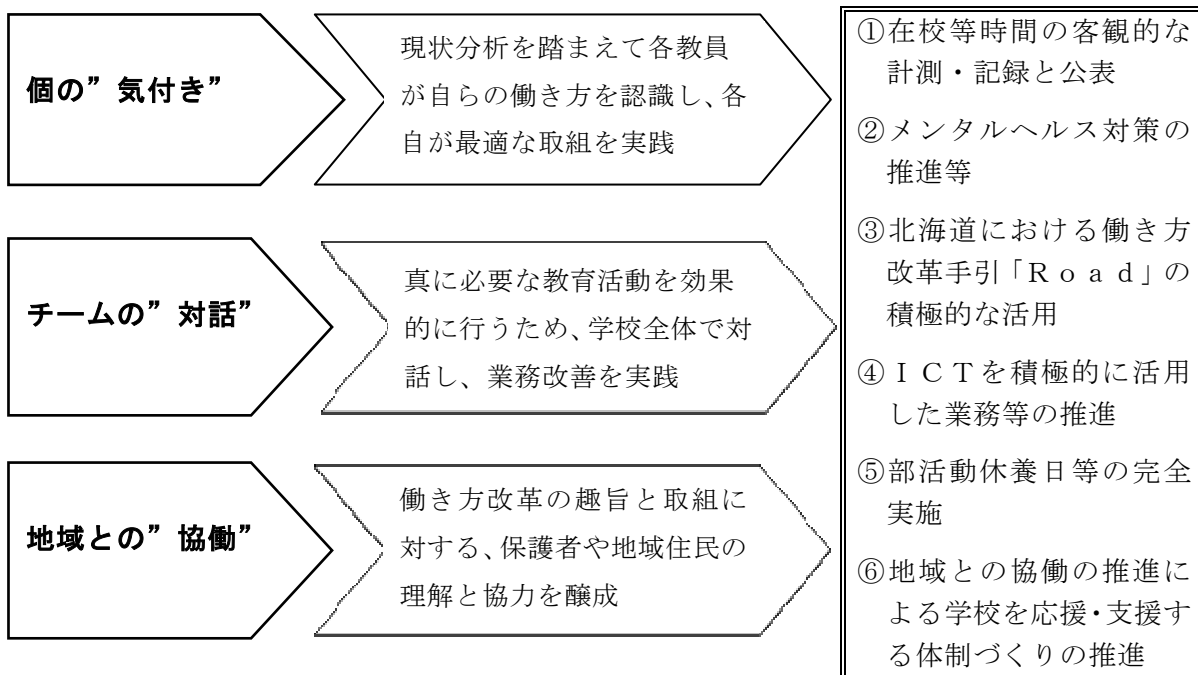 個の”気付き”
現状分析を踏まえて各教員
が自らの働き方を認識し、各
自が最適な取組を実践
チームの”対話”
真に必要な教育活動を効果
的に行うため、学校全体で対
話し、業務改善を実践
地域との”協働”
働き方改革の趣旨と取組に
対する、保護者や地域住民の
理解と協力を醸成
①在校等時間の客観的な
計測・記録と公表
②メンタルヘルス対策の
推進等
③北海道における働き方
改革手引「Ｒｏａｄ」の
積極的な活用
④ＩＣＴを積極的に活用
した業務等の推進
⑤部活動休養日等の完全
実施
⑥地域との協働の推進に
よる学校を応援・支援す
る体制づくりの推進